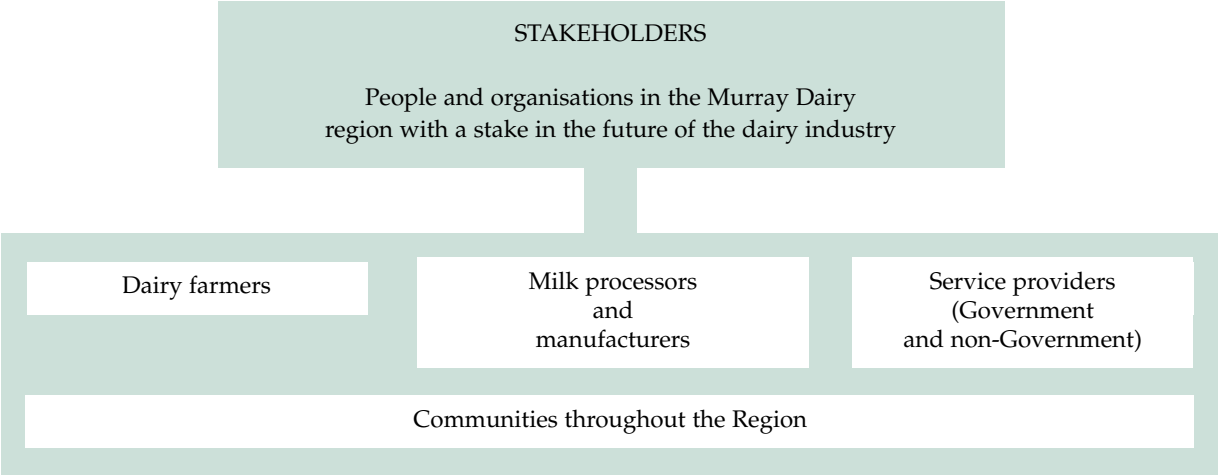 STAKEHOLDERS
People and organisations in the Murray Dairy
region with a stake in the future of the dairy industry
Dairy farmers
Milk processors
and
manufacturers
Service providers
(Government
and non-Government)
Communities throughout the Region